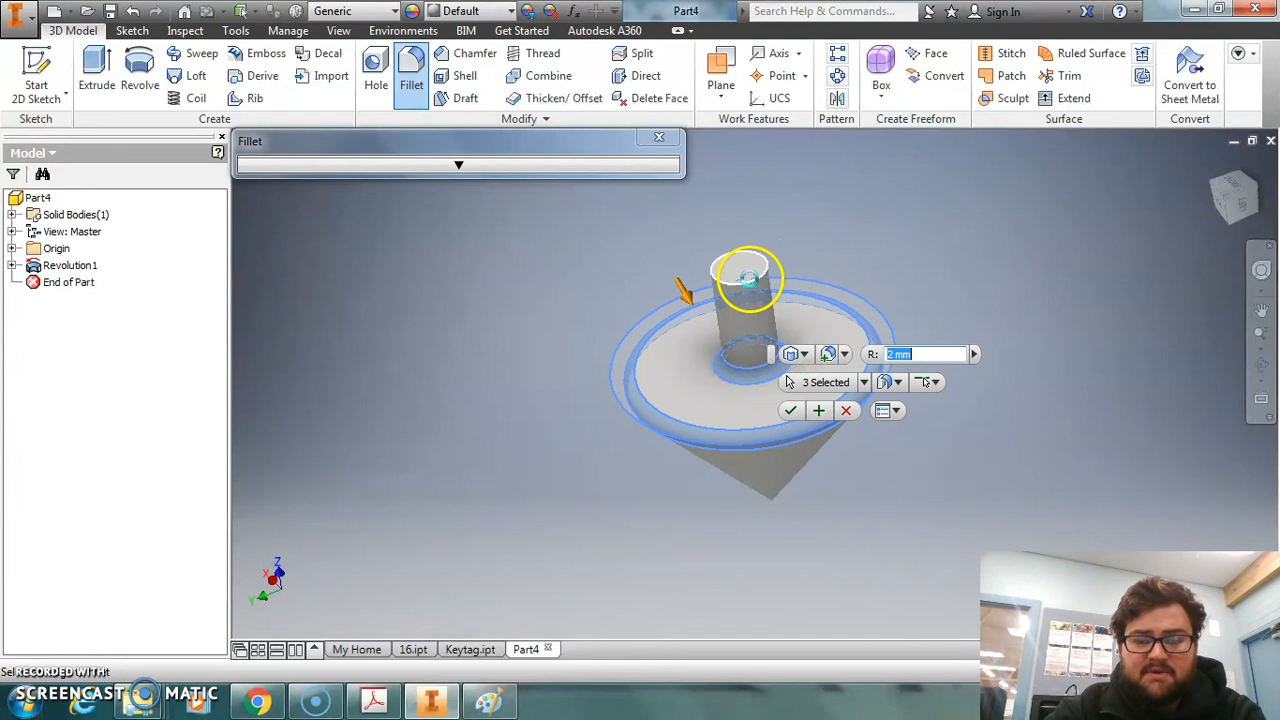 Generic
Default
Part4
Search Help & Commands...
Sign In
3D Model
Sketch
Inspect
Tools
Manage
View
Environments
BIM
Get Started
Autodesk A360
Start
2D Sketch
Extrude
Revolve
Sweep
Emboss
Decal
Loft
Derive
Import
Coil
Rib
Hole
Fillet
Chamfer
Thread
Split
Shell
Combine
Direct
Draft
Thicken/ Offset
Delete Face
Plane
Axis
Point
UCS
Box
Face
Convert
Stitch
Ruled Surface
Patch
Trim
Sculpt
Extend
Convert to
Sheet Metal
Sketch
Create
Modify
Work Features
Pattern
Create Freeform
Surface
Convert
Model
Fillet
Part4
Solid Bodies(1)
View: Master
Origin
Revolution1
End of Part
R: 2 mm
3 Selected
Z
X
Y
My Home
16.ipt
Keytag.ipt
Part4
RECORDED WITH:
SCREENCAST MATIC